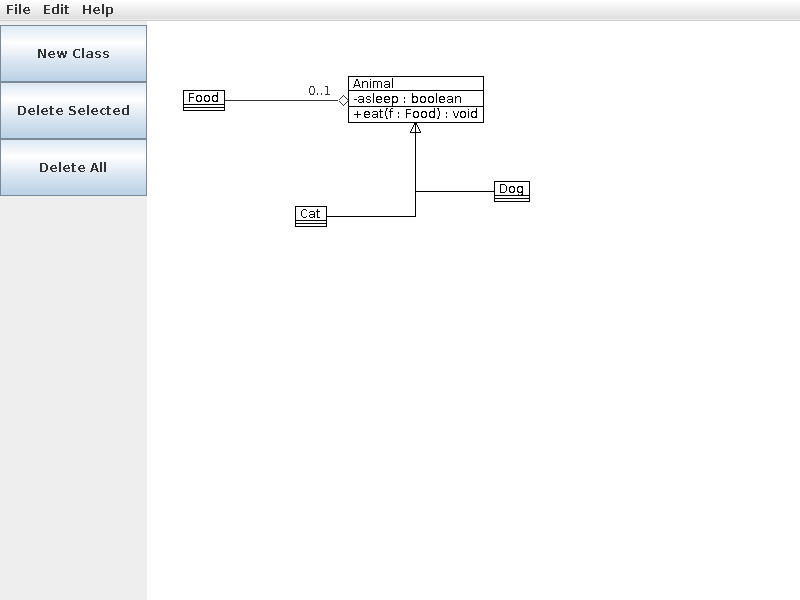 File Edit Help
New Class
Delete Selected
Delete All
Food
0..1
Animal
-asleep : boolean
+eat(f : Food) : void
Dog
Cat